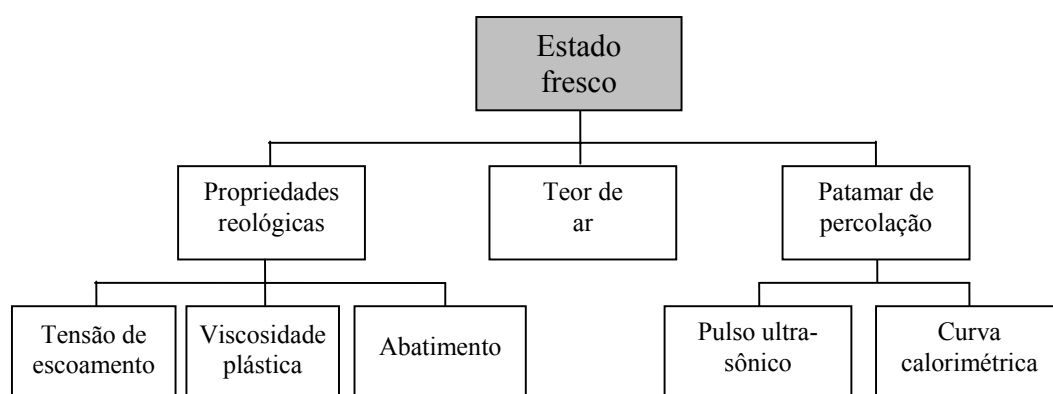 Estado
fresco
Propriedades
reológicas
Teor de
ar
Patamar de
percolação
Tensão de
escoamento
Viscosidade
plástica
Abatimento
Pulso ultra-
sônico
Curva
calorimétrica